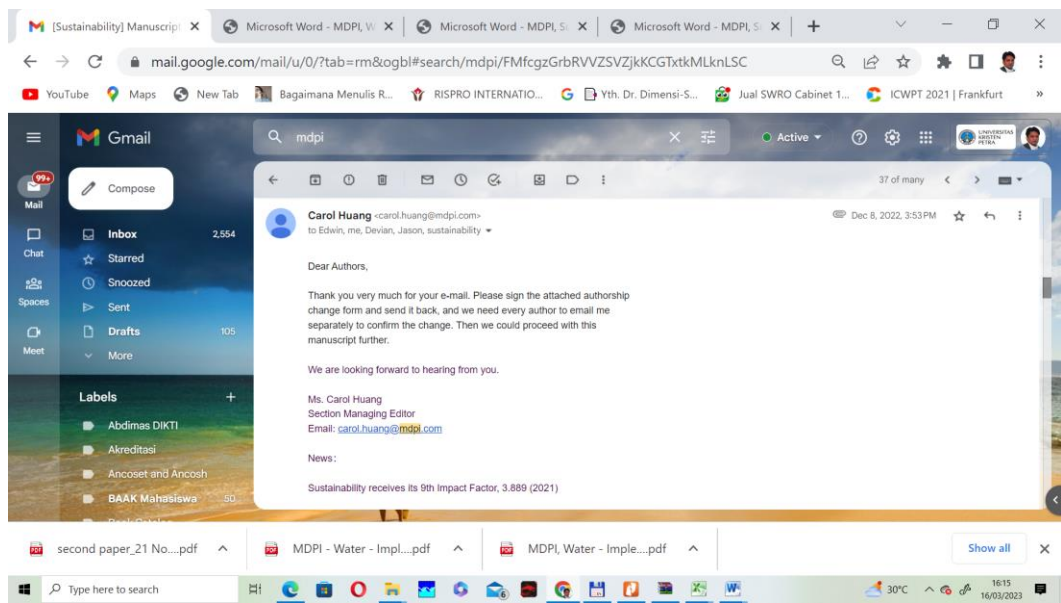 [Sustainability] Manuscrip
Microsoft Word - MDPI, W
Microsoft Word - MDPI, S
Microsoft Word - MDPI, S
mail.google.com/mail/u/0/?tab=rm&ogbl#search/mdpi/FMfcgzGrbRVVZSVZjkKCGTxtkMLknLSC
YouTube
Maps
New Tab
Bagaimana Menulis R...
RISPRO INTERNATIO...
Yth. Dr. Dimensi-S...
Jual SWRO Cabinet 1...
ICWPT 2021 | Frankfurt
»
Gmail
mdpi
Active
UNIVERSITAS
KRISTEN
PETRA
99+
Mail
Chat
Spaces
Meet
Compose
37 of many
Inbox 2,554
Starred
Snoozed
Sent
Drafts 105
More
Labels +
Abdimas DIKTI
Akreditasi
Ancoset and Ancosh
BAAK Mahasiswa 50
Carol Huang <carol.huang@mdpi.com>
Dec 8, 2022, 3:53 PM
to Edwin, me, Devian, Jason, sustainability
Dear Authors,
Thank you very much for your e-mail. Please sign the attached authorship
change form and send it back, and we need every author to email me
separately to confirm the change. Then we could proceed with this
manuscript further.
We are looking forward to hearing from you.
Ms. Carol Huang
Section Managing Editor
Email: carol.huang@mdpi.com
News:
Sustainability receives its 9th Impact Factor, 3.889 (2021)
second paper_21 No....pdf
MDPI - Water - Impl....pdf
MDPI, Water - Imple....pdf
Show all
Type here to search
30°C
16:15
16/03/2023